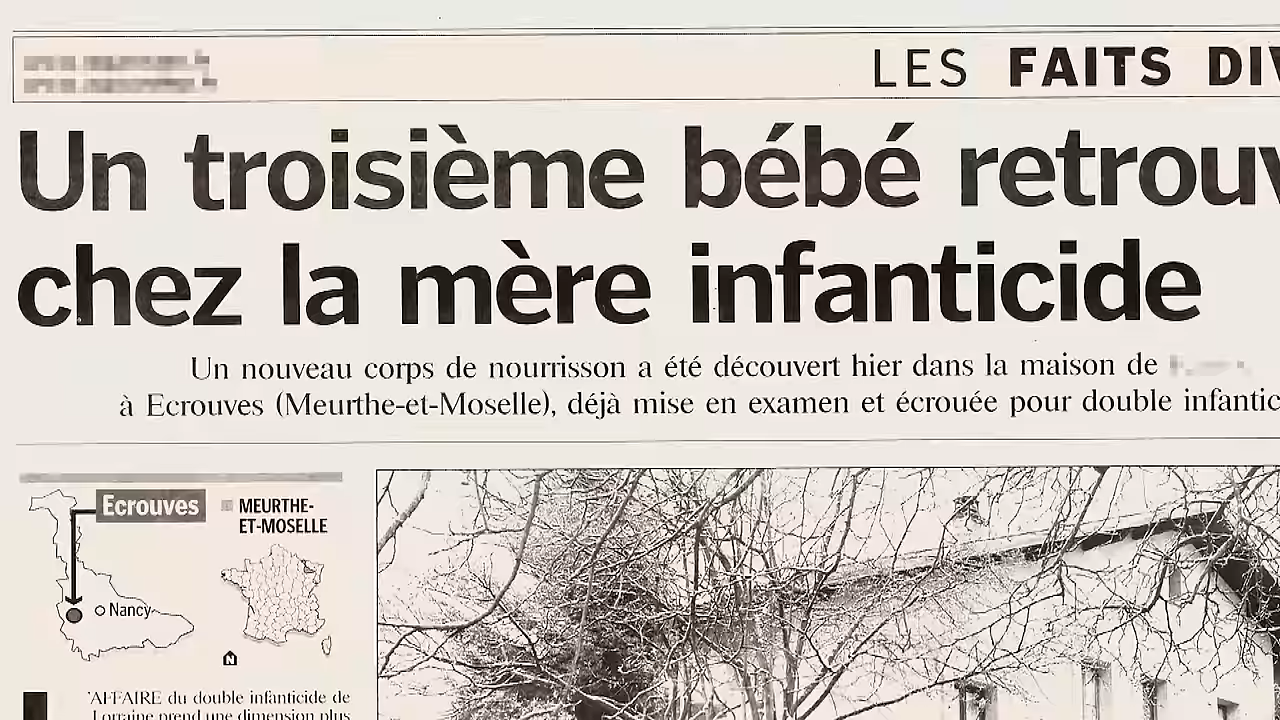 LES FAITS DIV
Un troisième bébé retrouv
chez la mère infanticide
Un nouveau corps de nourrisson a été découvert hier dans la maison de
à Ecrouves (Meurthe-et-Moselle), déjà mise en examen et écrouée pour double infantic
Ecrouves
MEURTHE-
ET-MOSELLE
Nancy
N
'AFFAIRE du double infanticide de
Lorraine prend une dimension plus